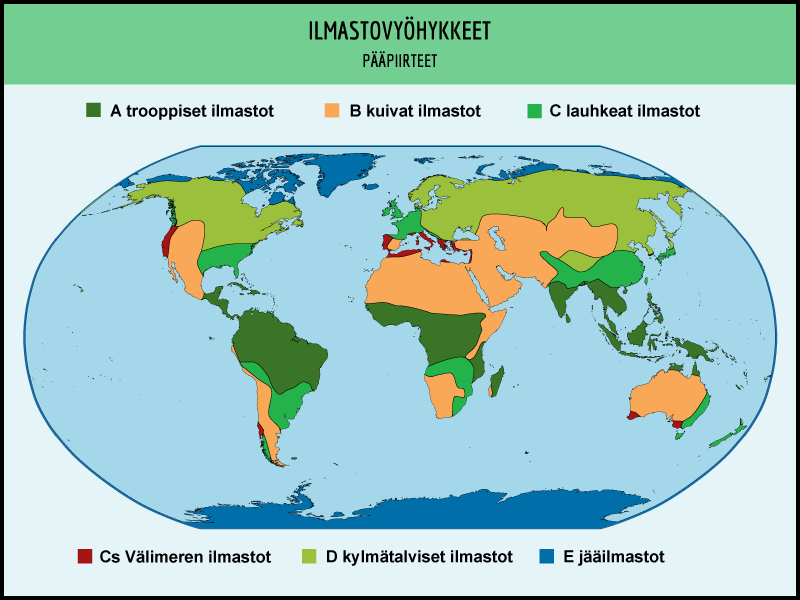 ILMASTOVYÖHYKKEET
PÄÄPIIRTEET
A trooppiset ilmastot
B kuivat ilmastot
C lauhkeat ilmastot
Cs Välimeren ilmastot
D kylmätalviset ilmastot
E jääilmastot